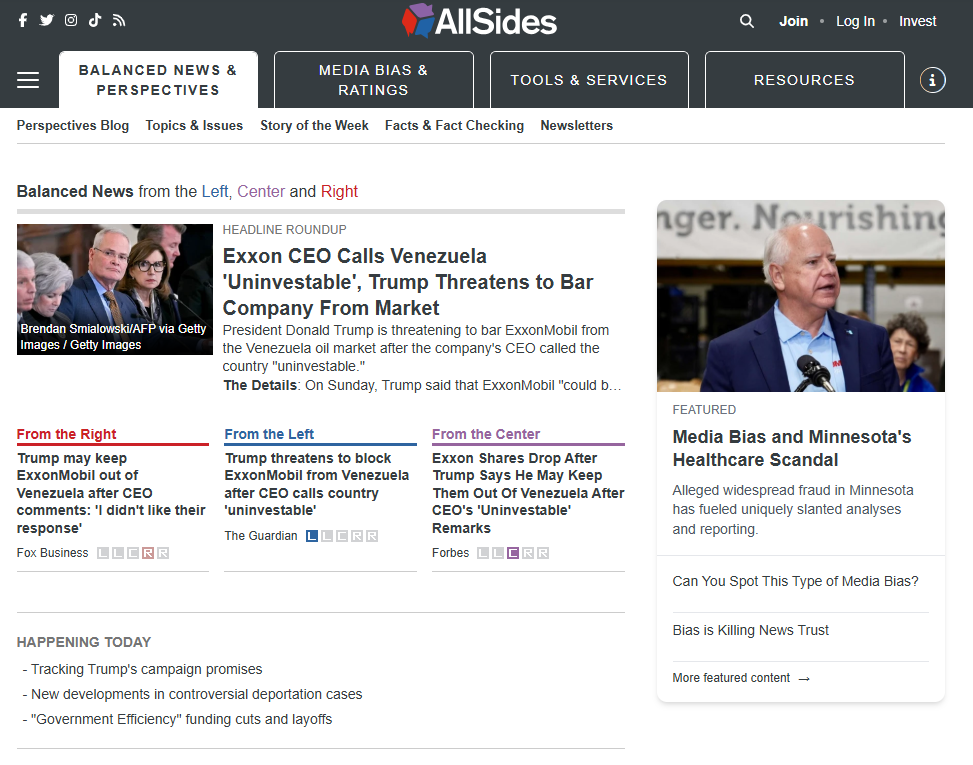 AllSides
Join • Log In • Invest
BALANCED NEWS &
PERSPECTIVES
MEDIA BIAS &
RATINGS
TOOLS & SERVICES
RESOURCES
Perspectives Blog Topics & Issues Story of the Week Facts & Fact Checking Newsletters
Balanced News from the Left, Center and Right
Brendan Smialowski/AFP via Getty
Images / Getty Images
HEADLINE ROUNDUP
Exxon CEO Calls Venezuela
'Uninvestable', Trump Threatens to Bar
Company From Market
President Donald Trump is threatening to bar ExxonMobil from
the Venezuela oil market after the company's CEO called the
country "uninvestable."
The Details: On Sunday, Trump said that ExxonMobil "could b…
From the Right
Trump may keep
ExxonMobil out of
Venezuela after CEO
comments: 'I didn't like their
response'
Fox Business L L C R R
From the Left
Trump threatens to block
ExxonMobil from Venezuela
after CEO calls country
'uninvestable'
The Guardian L L C R R
From the Center
Exxon Shares Drop After
Trump Says He May Keep
Them Out Of Venezuela After
CEO's 'Uninvestable'
Remarks
Forbes L L C R R
HAPPENING TODAY
- Tracking Trump's campaign promises
- New developments in controversial deportation cases
- "Government Efficiency" funding cuts and layoffs
nger. Nourishing
FEATURED
Media Bias and Minnesota's
Healthcare Scandal
Alleged widespread fraud in Minnesota
has fueled uniquely slanted analyses
and reporting.
Can You Spot This Type of Media Bias?
Bias is Killing News Trust
More featured content →